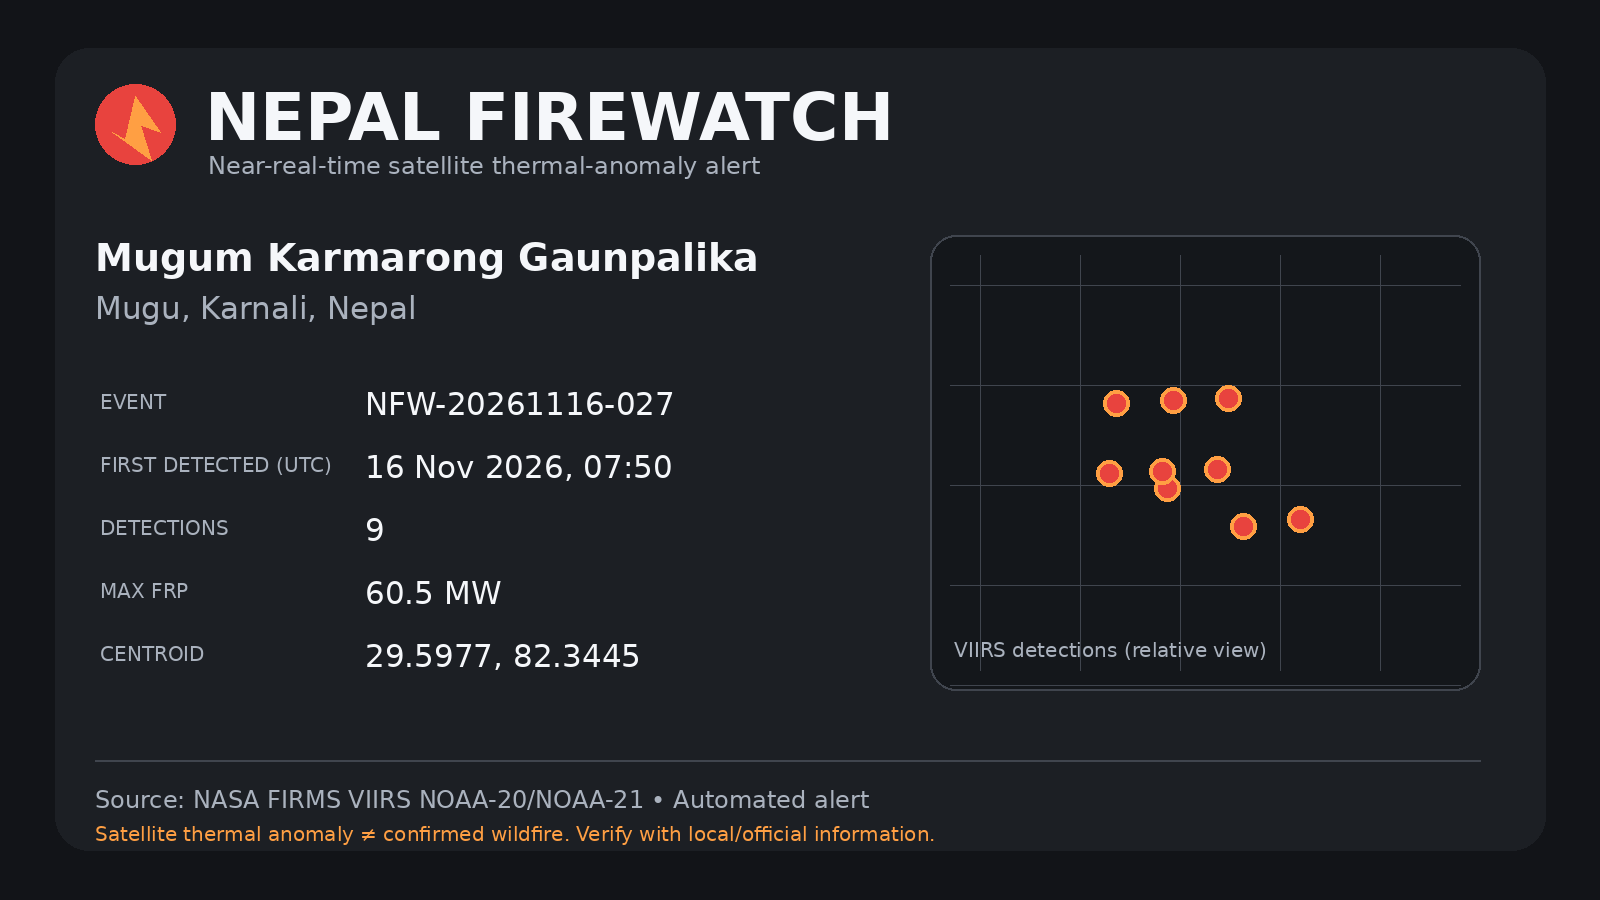 NEPAL FIREWATCH
Near-real-time satellite thermal-anomaly alert
Mugum Karmarong Gaunpalika
Mugu, Karnali, Nepal
EVENT NFW-20261116-027
FIRST DETECTED (UTC) 16 Nov 2026, 07:50
DETECTIONS 9
MAX FRP 60.5 MW
CENTROID 29.5977, 82.3445
VIIRS detections (relative view)
Source: NASA FIRMS VIIRS NOAA-20/NOAA-21 • Automated alert
Satellite thermal anomaly ≠ confirmed wildfire. Verify with local/official information.